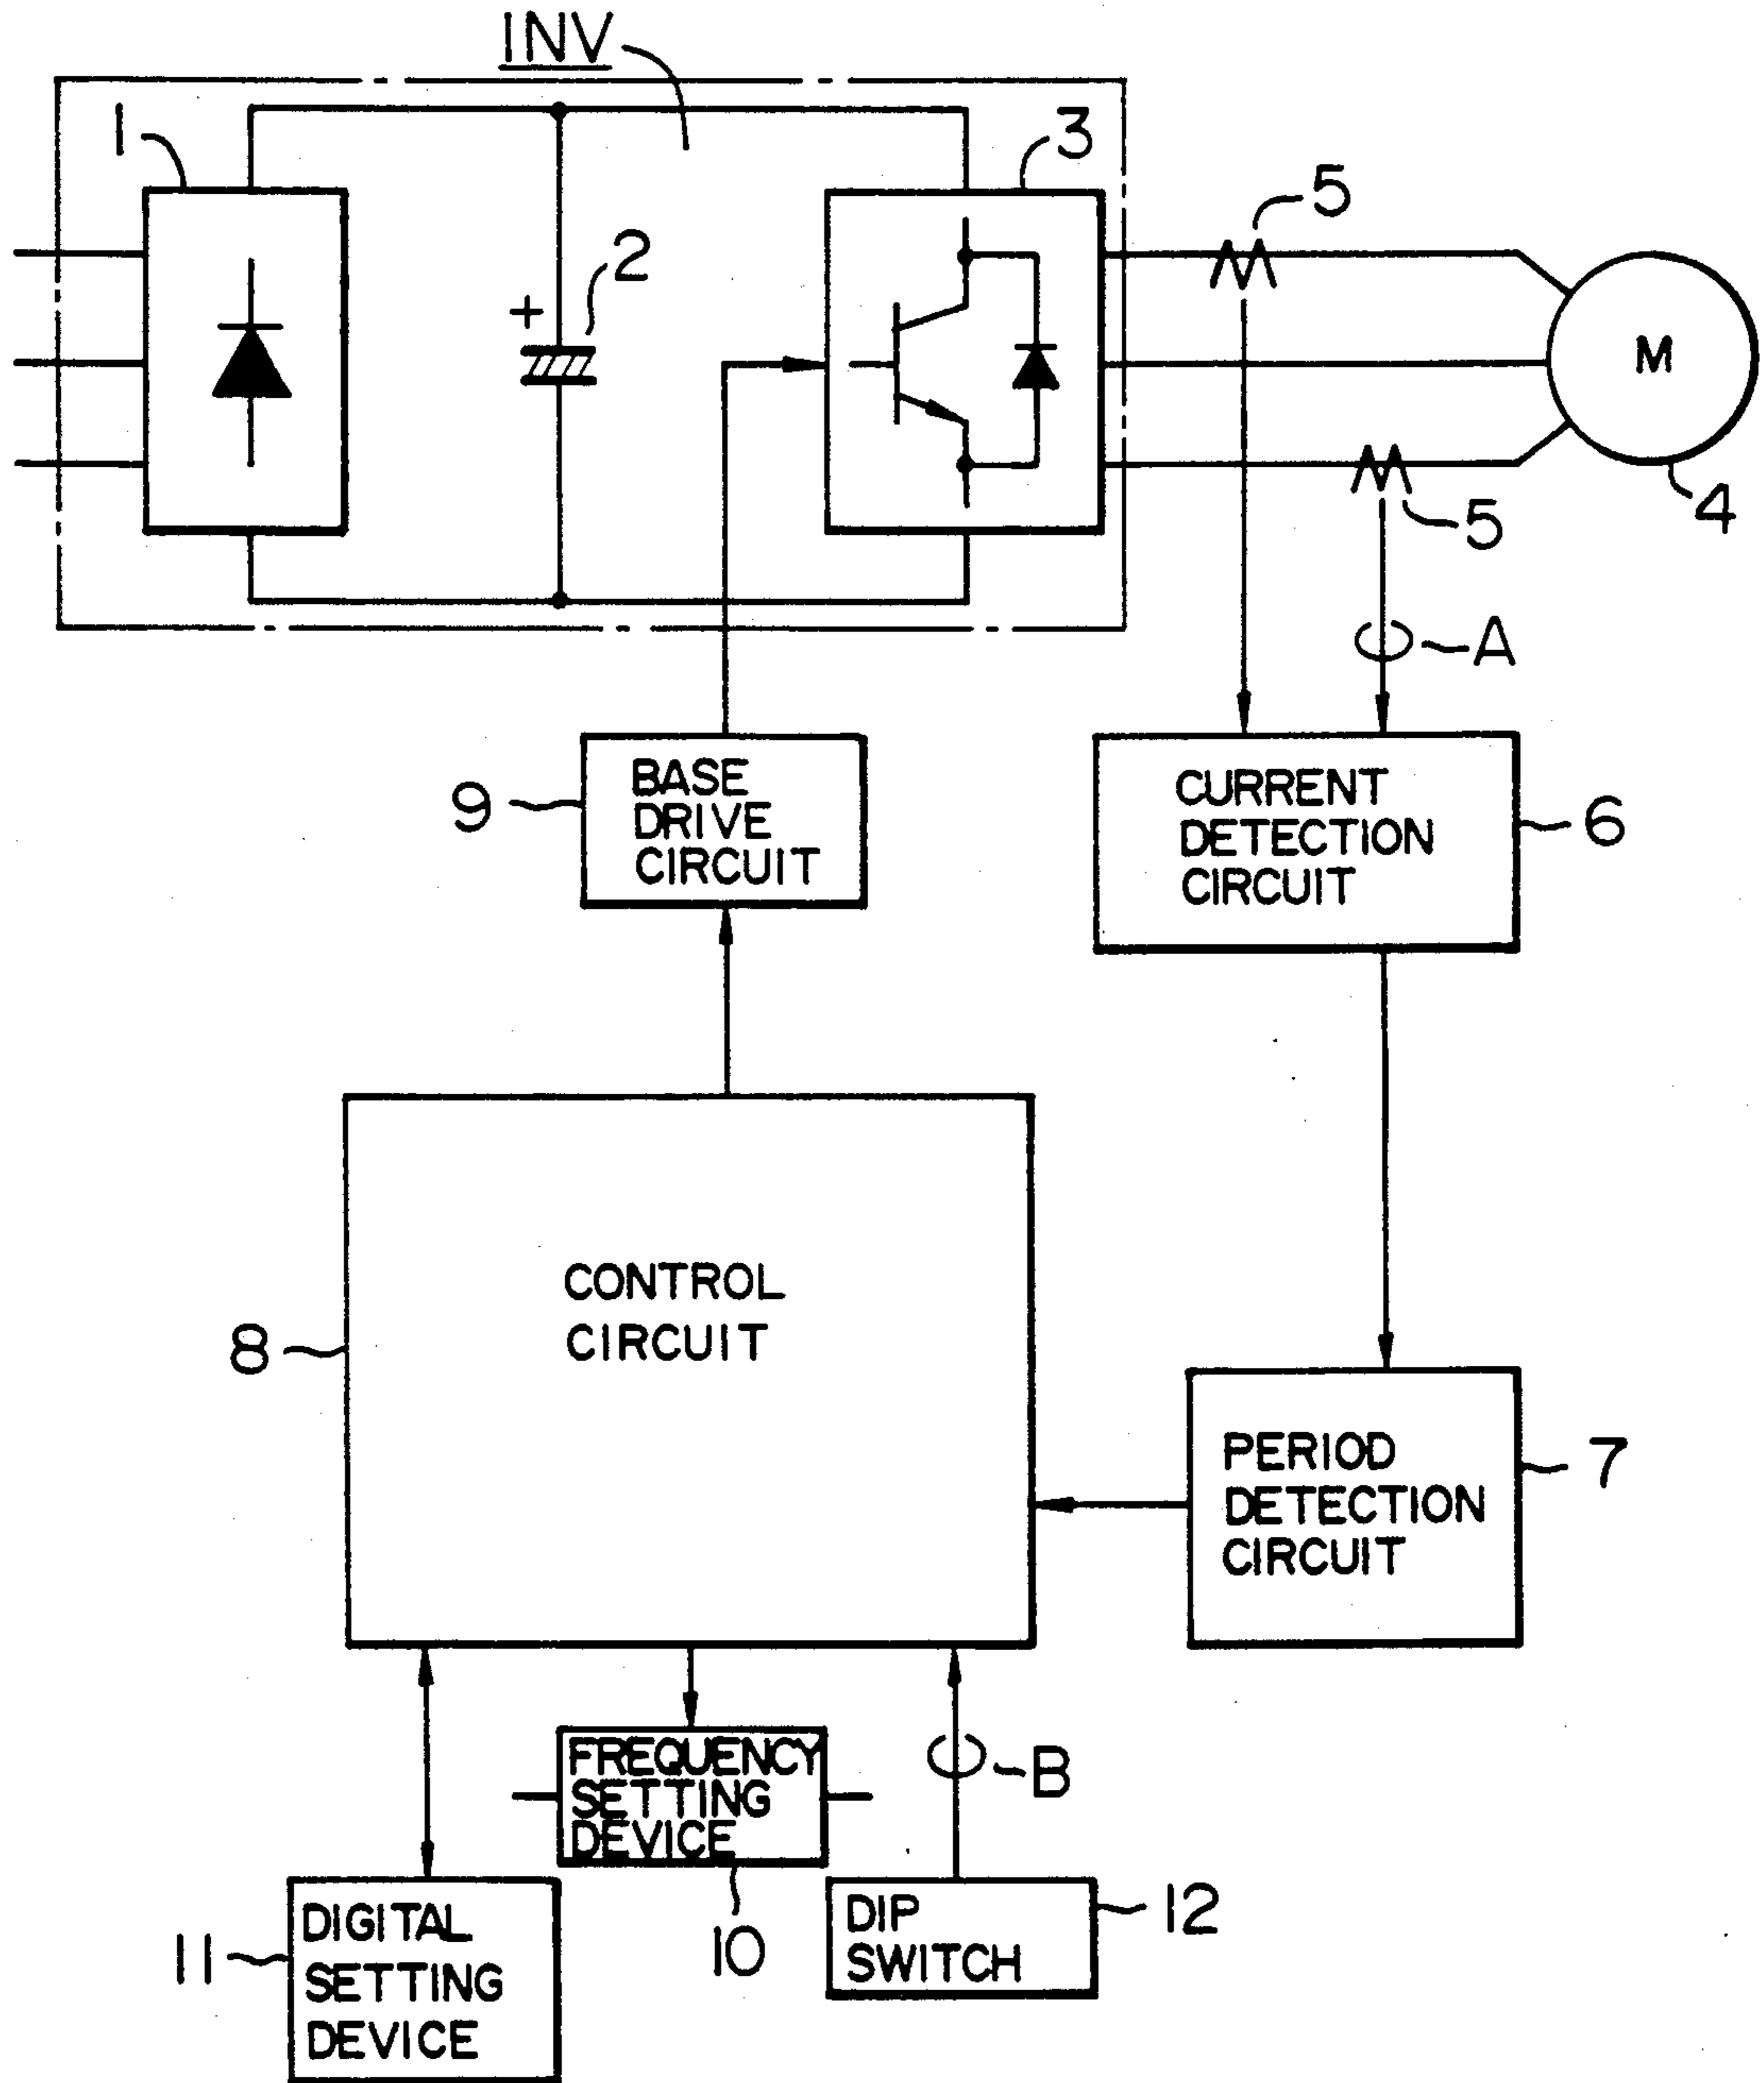 INV
1
3
5
2
+
M
4
5
A
BASE
DRIVE
CIRCUIT
9
CURRENT
DETECTION
CIRCUIT
6
CONTROL
CIRCUIT
8
PERIOD
DETECTION
CIRCUIT
7
FREQUENCY
SETTING
DEVICE
B
10
DIP
SWITCH
12
DIGITAL
SETTING
DEVICE
11